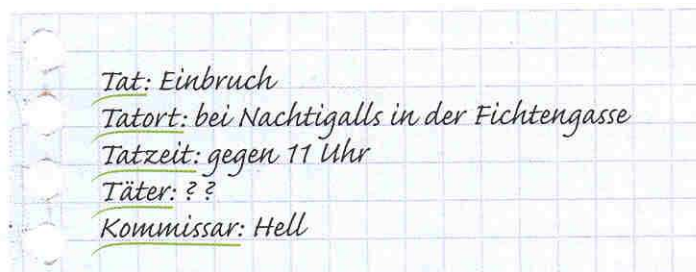 Tat: Einbruch
Tatort: bei Nachtigalls in der Fichtengasse
Tatzeit: gegen 11 Uhr
Täter: ? ?
Kommissar: Hell